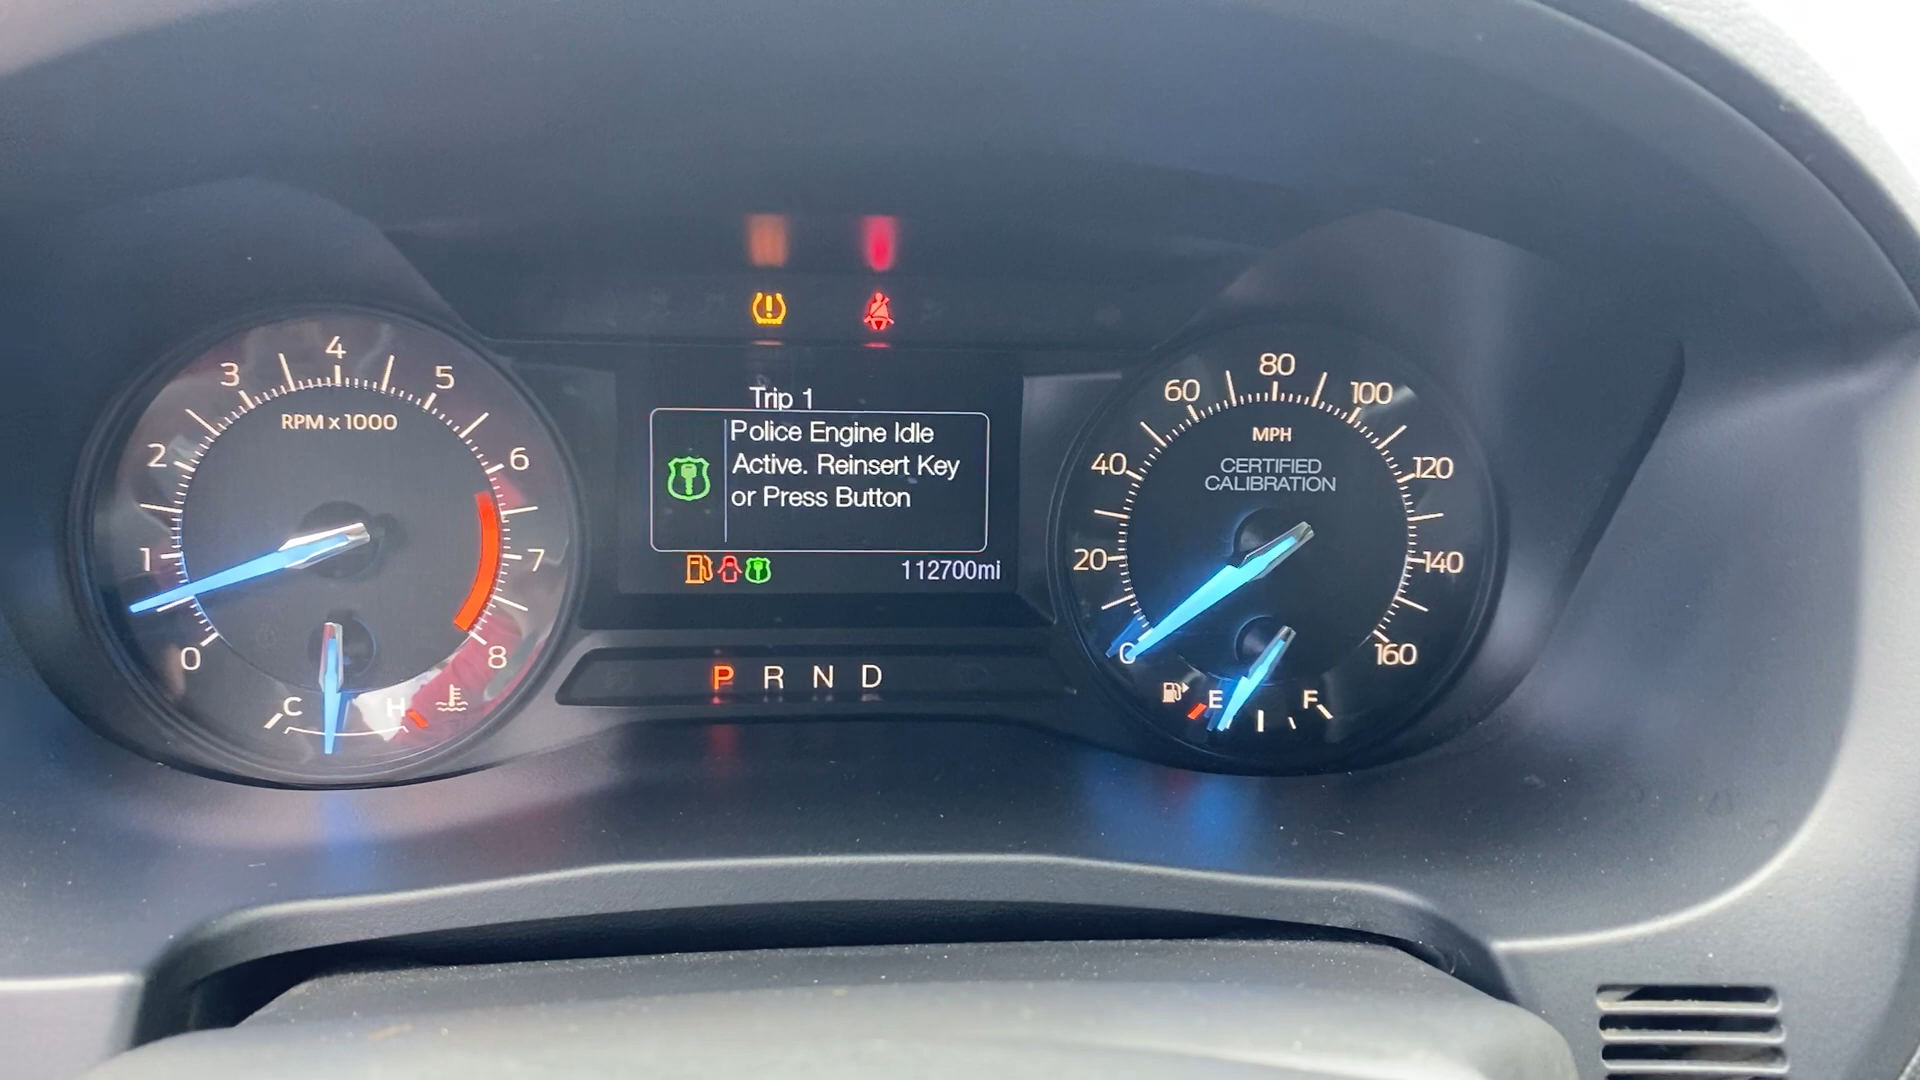 Trip 1
Police Engine Idle
Active. Reinsert Key
or Press Button
112700mi
P R N D
0 1 2 3 4 5 6 7 8
RPM x 1000
C H
0 20 40 60 80 100 120 140 160
MPH
CERTIFIED
CALIBRATION
E F